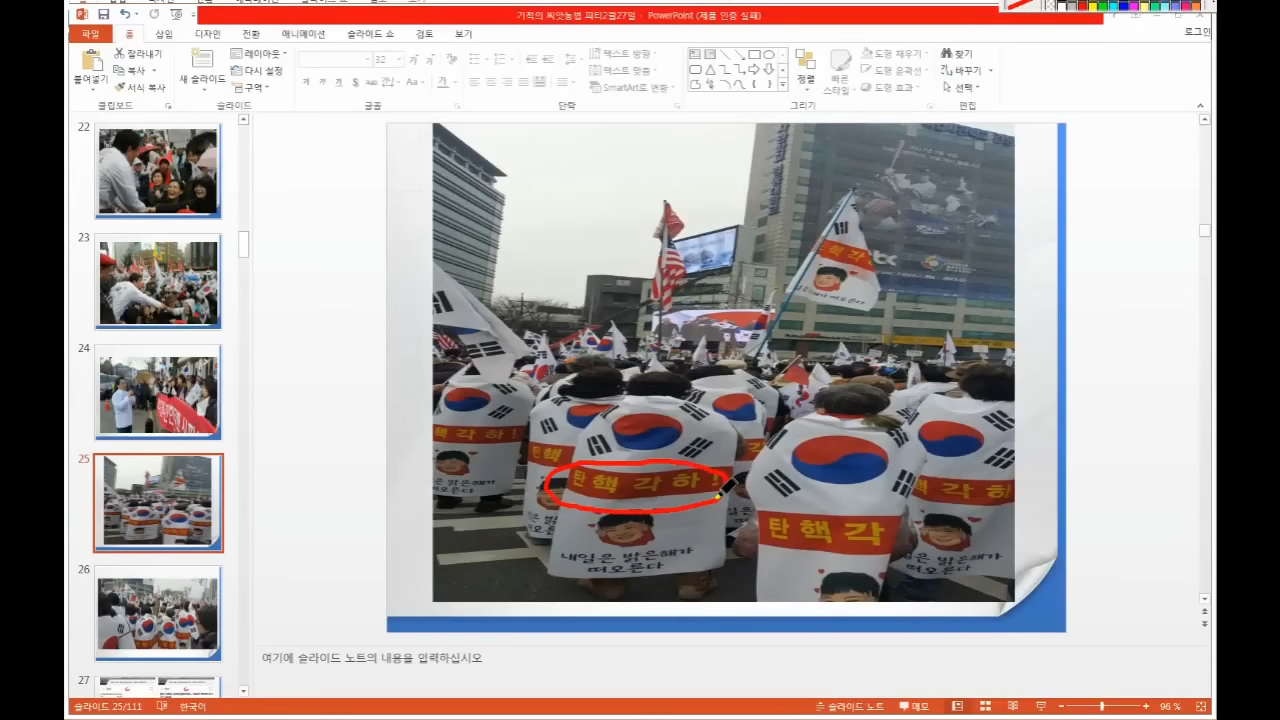 기적의 씨앗농법 피티2월27일 - PowerPoint (제품 인증 실패)
파일 홈 삽입 디자인 전환 애니메이션 슬라이드 쇼 검토 보기
로그인
붙여넣기
잘라내기
복사
서식 복사
클립보드
새 슬라이드
레이아웃
다시 설정
구역
슬라이드
32
글꼴
텍스트 방향
텍스트 맞춤
SmartArt로 변환
단락
정렬
빠른 스타일
도형 채우기
도형 윤곽선
도형 효과
그리기
찾기
바꾸기
선택
편집
22
23
24
25
26
27
탄핵각하!
탄핵각하!
탄핵
탄핵각
내일은 밝은해가
떠오른다
여기에 슬라이드 노트의 내용을 입력하십시오
슬라이드 25/111
한국어
슬라이드 노트
메모
96 %